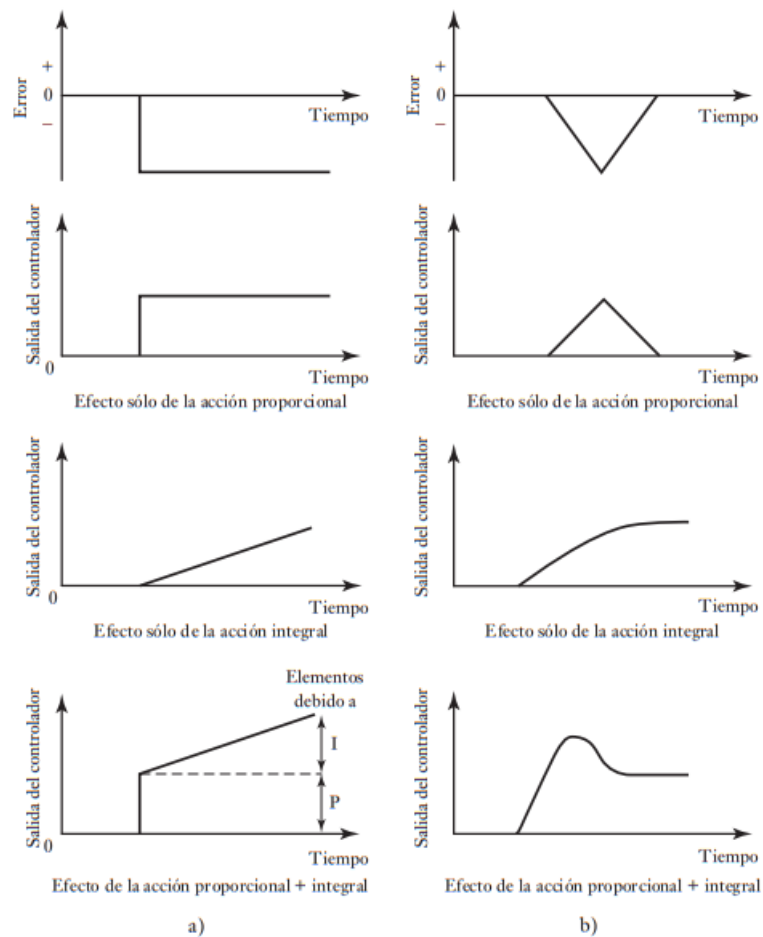 Error
+
0
–
Tiempo
Salida del controlador
0
Tiempo
Efecto sólo de la acción proporcional
Salida del controlador
0
Tiempo
Efecto sólo de la acción integral
Elementos
debido a
I
P
Salida del controlador
0
Tiempo
Efecto de la acción proporcional + integral
a)
Error
+
0
–
Tiempo
Salida del controlador
Tiempo
Efecto sólo de la acción proporcional
Salida del controlador
Tiempo
Efecto sólo de la acción integral
Salida del controlador
Tiempo
Efecto de la acción proporcional + integral
b)